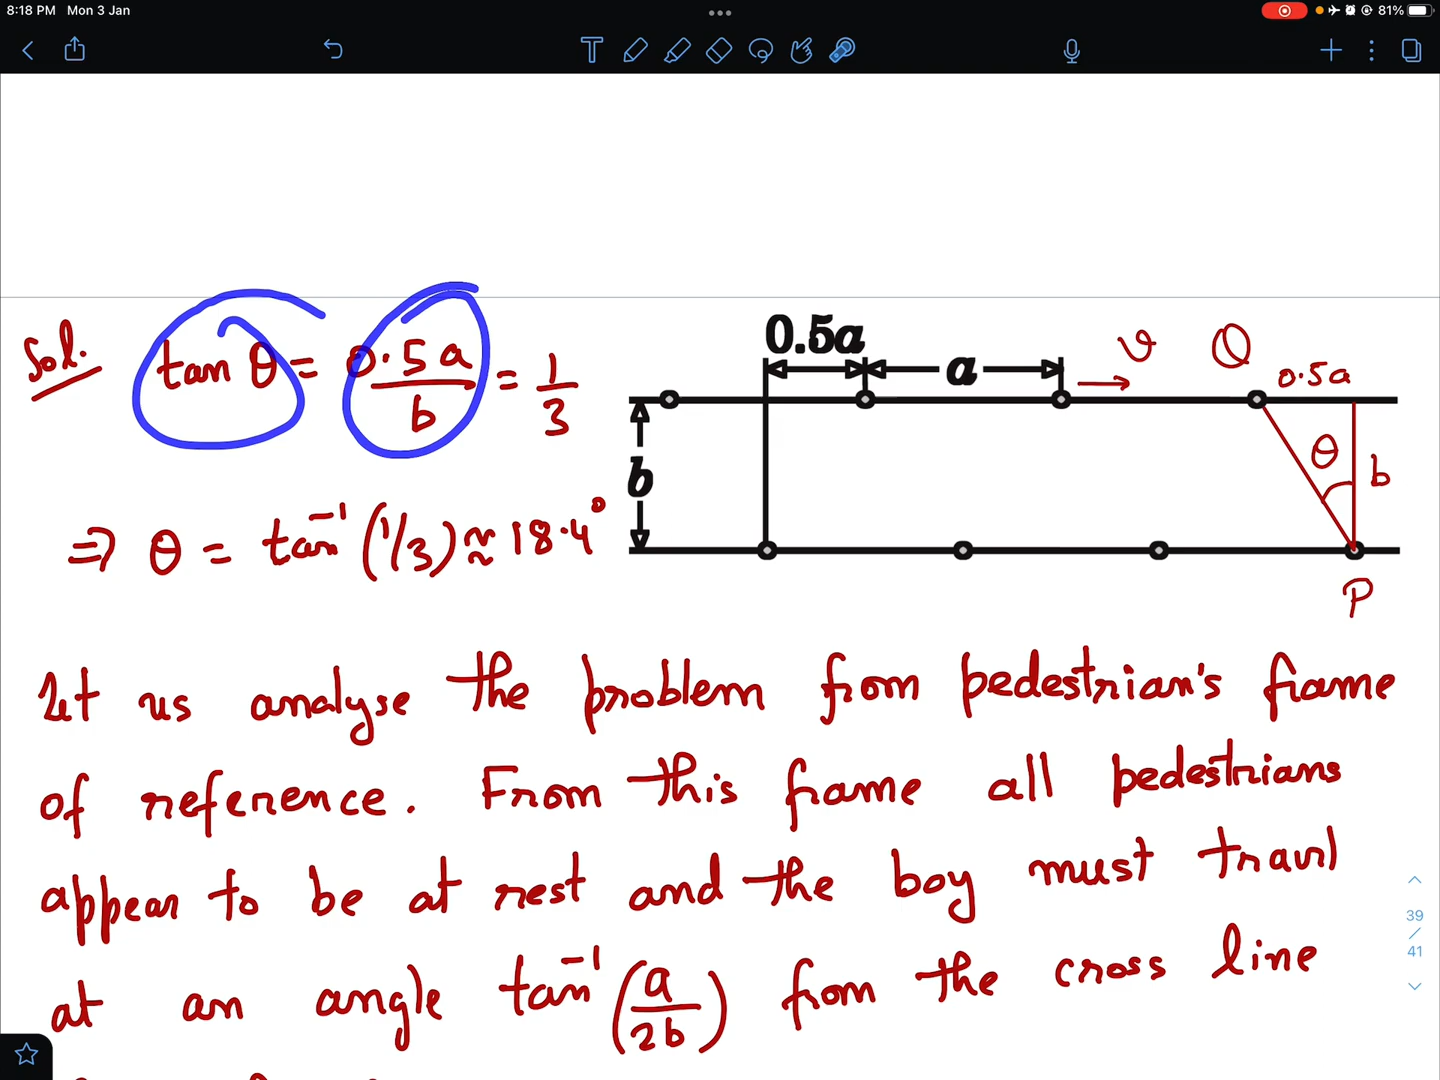 8:18 PM Mon 3 Jan
81%
Sol. tan θ = 0.5a / b = 1/3
⇒ θ = tan⁻¹ (1/3) ≈ 18.4°
0.5a
a
v
Q
0.5a
θ
b
b
P
Let us analyse the problem from pedestrian's frame
of reference. From this frame all pedestrians
appear to be at rest and the boy must travl
at an angle tan⁻¹ (a/2b) from the cross line
39
/
41